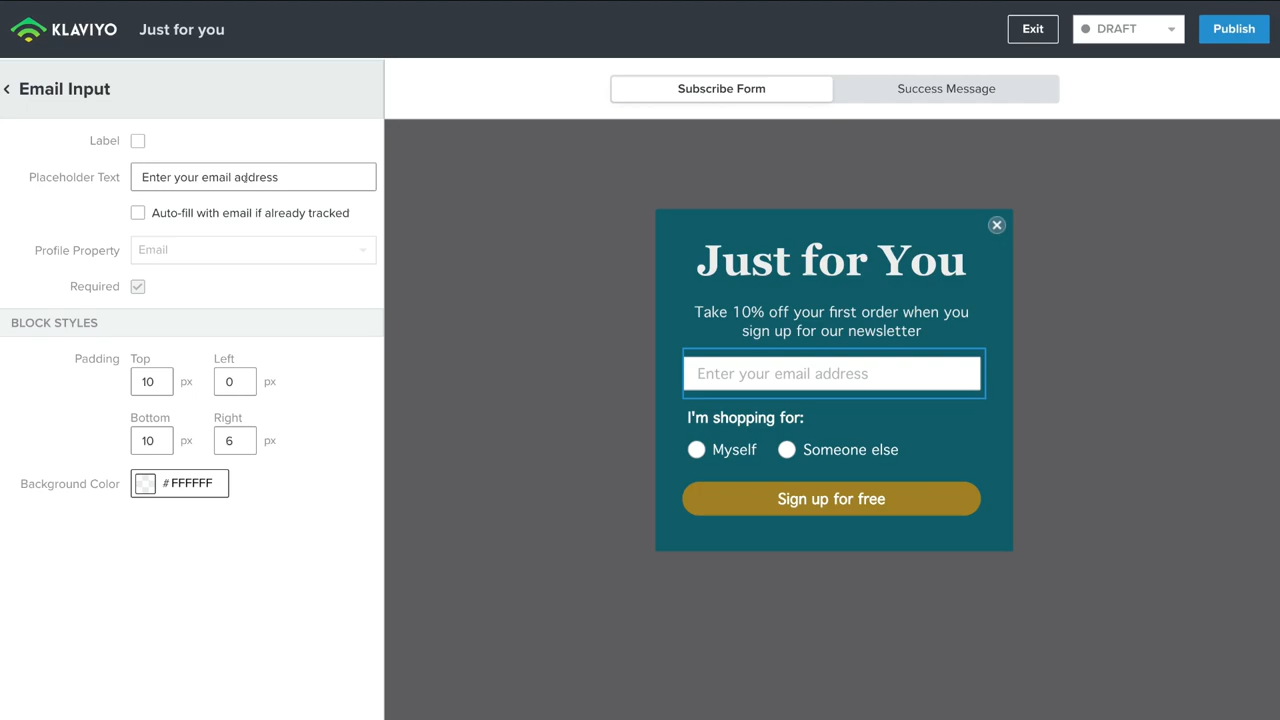 KLAVIYO
Just for you
Exit
DRAFT
Publish
Email Input
Subscribe Form
Success Message
Label
Placeholder Text
Enter your email address
Auto-fill with email if already tracked
Profile Property
Email
Required
BLOCK STYLES
Padding
Top
Left
10 px
0 px
Bottom
Right
10 px
6 px
Background Color
# FFFFFF
Just for You
Take 10% off your first order when you
sign up for our newsletter
Enter your email address
I'm shopping for:
Myself
Someone else
Sign up for free